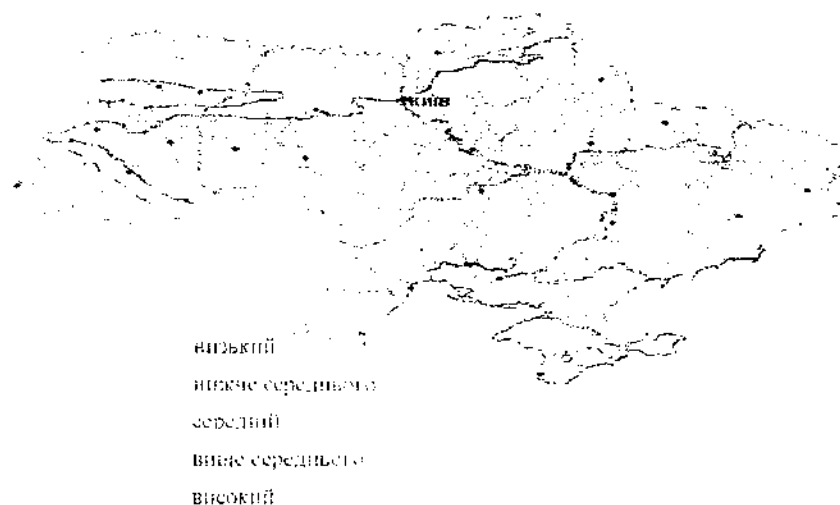 Київ
низький
нижче середнього
середній
вище середнього
високий